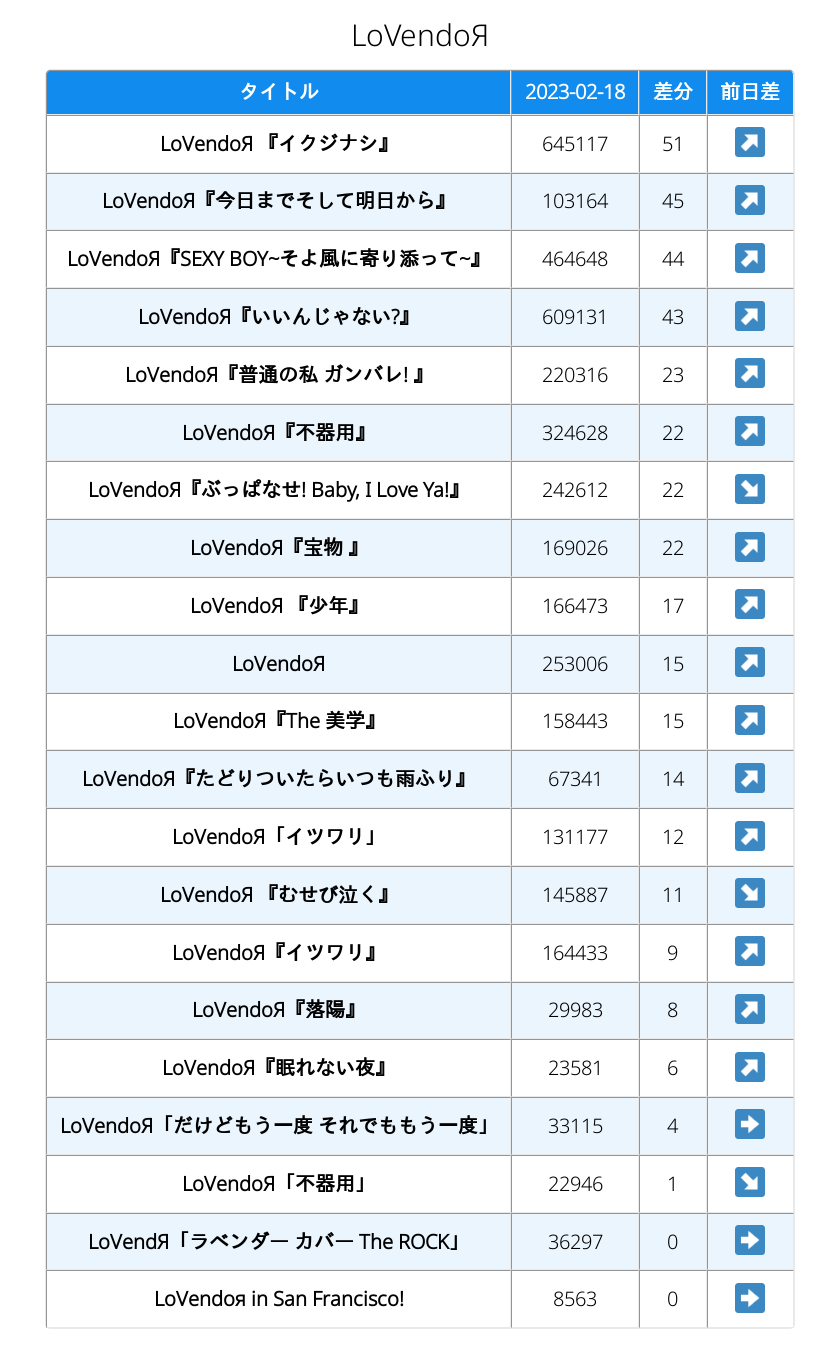 LoVendoЯ
タイトル 2023-02-18 差分 前日差
LoVendoЯ 『イクジナシ』 645117 51 ↗
LoVendoЯ『今日までそして明日から』 103164 45 ↗
LoVendoЯ『SEXY BOY~そよ風に寄り添って~』 464648 44 ↗
LoVendoЯ『いいんじゃない?』 609131 43 ↗
LoVendoЯ『普通の私 ガンバレ! 』 220316 23 ↗
LoVendoЯ『不器用』 324628 22 ↗
LoVendoЯ『ぶっぱなせ! Baby, I Love Ya!』 242612 22 ↘
LoVendoЯ『宝物 』 169026 22 ↗
LoVendoЯ 『少年』 166473 17 ↗
LoVendoЯ 253006 15 ↗
LoVendoЯ『The 美学』 158443 15 ↗
LoVendoЯ『たどりついたらいつも雨ふり』 67341 14 ↗
LoVendoЯ「イツワリ」 131177 12 ↗
LoVendoЯ 『むせび泣く』 145887 11 ↘
LoVendoЯ『イツワリ』 164433 9 ↗
LoVendoЯ『落陽』 29983 8 ↗
LoVendoЯ『眠れない夜』 23581 6 ↗
LoVendoЯ「だけどもう一度 それでももう一度」 33115 4 ➡
LoVendoЯ「不器用」 22946 1 ↘
LoVendЯ「ラベンダー カバー The ROCK」 36297 0 ➡
LoVendoя in San Francisco! 8563 0 ➡